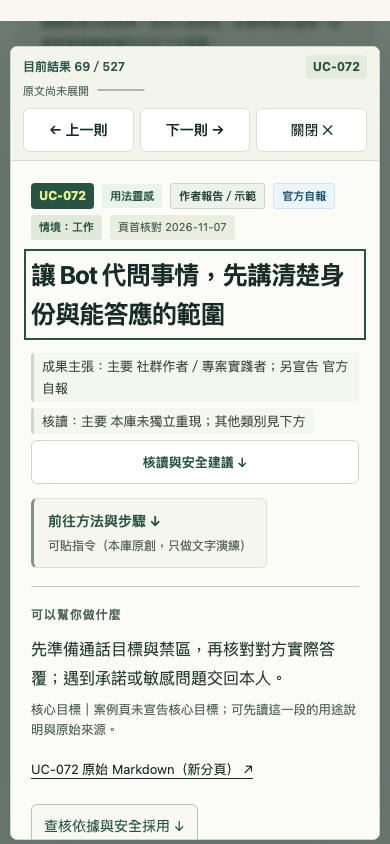 目前結果 69 / 527
UC-072
原文尚未展開
← 上一則
下一則 →
關閉 ✕
UC-072
用法靈感
作者報告 / 示範
官方自報
情境：工作
頁首核對 2026-11-07
讓 Bot 代問事情，先講清楚身
份與能答應的範圍
成果主張：主要 社群作者 / 專案實踐者；另宣告 官方
自報
核讀：主要 本庫未獨立重現；其他類別見下方
核讀與安全建議 ↓
前往方法與步驟 ↓
可貼指令（本庫原創，只做文字演練）
可以幫你做什麼
先準備通話目標與禁區，再核對對方實際答
覆；遇到承諾或敏感問題交回本人。
核心目標｜案例頁未宣告核心目標；可先讀這一段的用途說
明與原始來源。
UC-072 原始 Markdown（新分頁） ↗
查核依據與安全採用 ↓